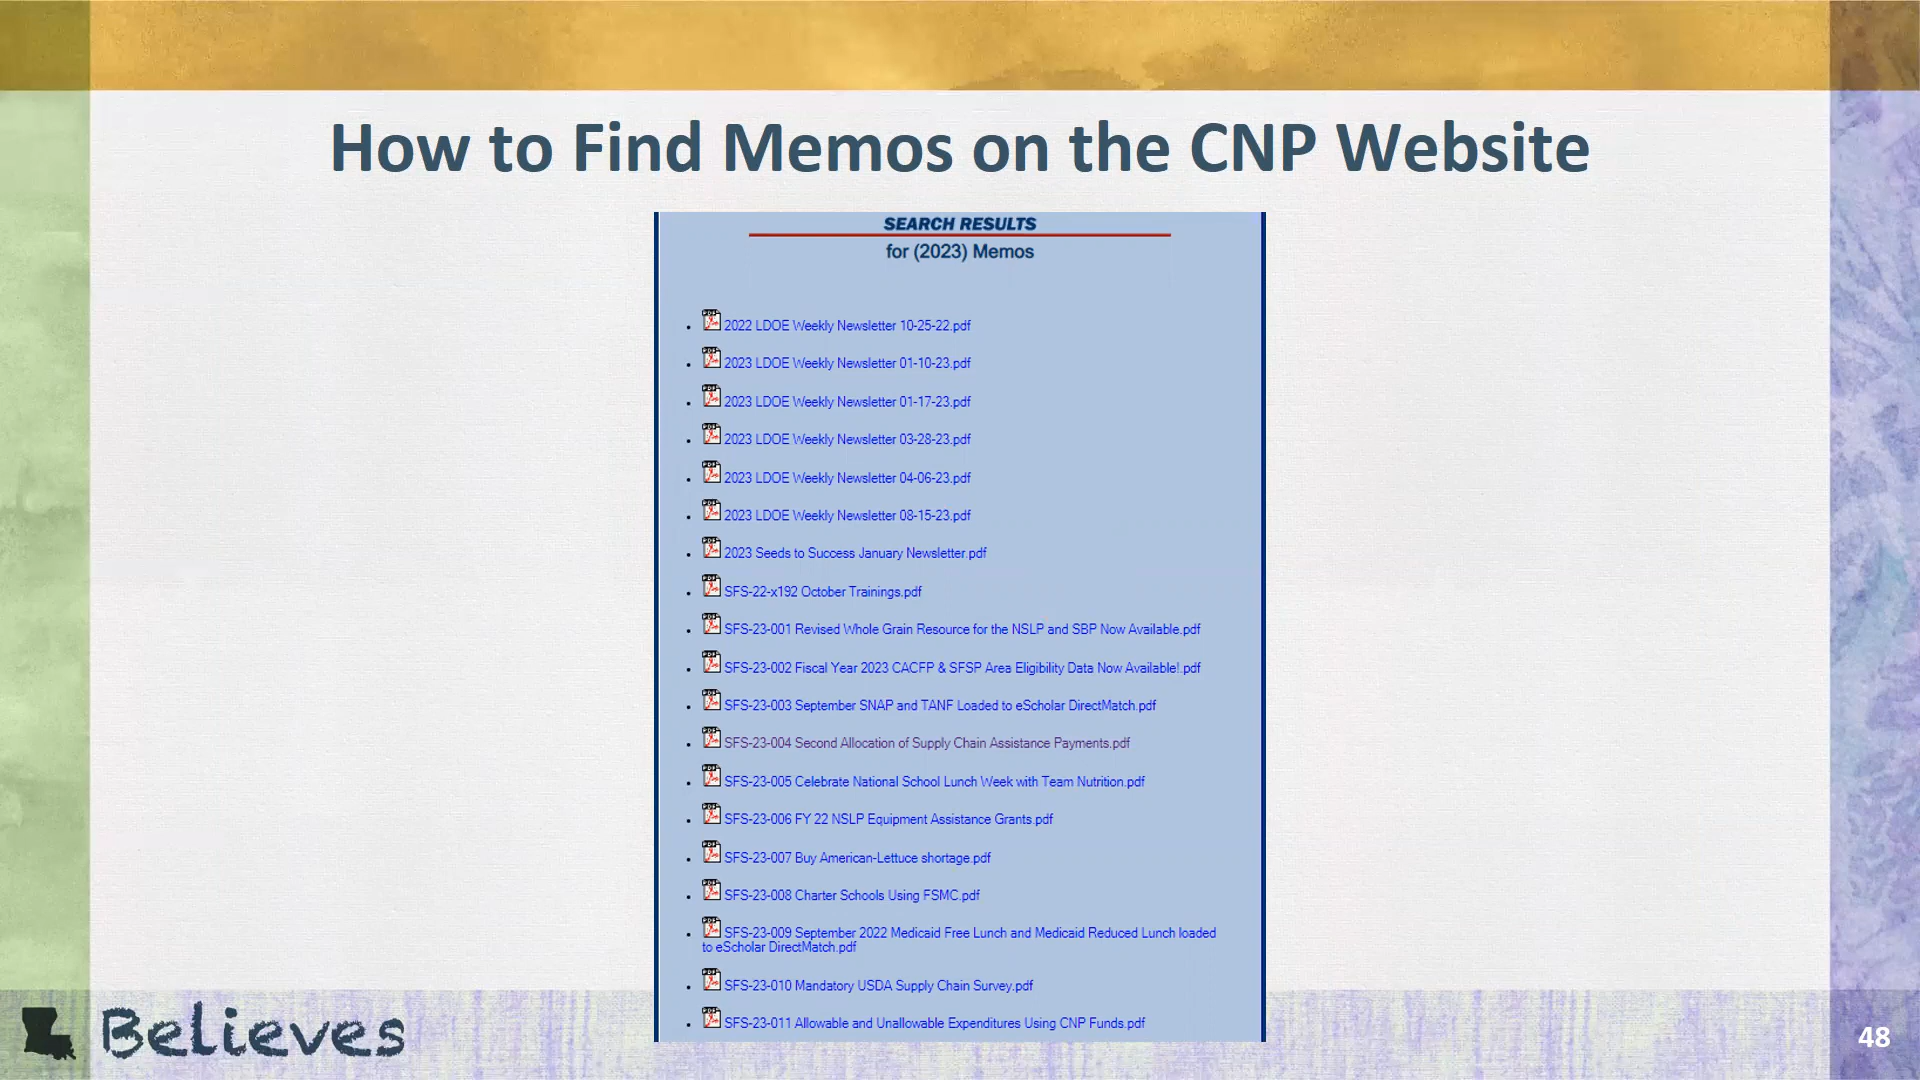 How to Find Memos on the CNP Website
SEARCH RESULTS
for (2023) Memos
2022 LDOE Weekly Newsletter 10-25-22.pdf
2023 LDOE Weekly Newsletter 01-10-23.pdf
2023 LDOE Weekly Newsletter 01-17-23.pdf
2023 LDOE Weekly Newsletter 03-28-23.pdf
2023 LDOE Weekly Newsletter 04-06-23.pdf
2023 LDOE Weekly Newsletter 08-15-23.pdf
2023 Seeds to Success January Newsletter.pdf
SFS-22-x192 October Trainings.pdf
SFS-23-001 Revised Whole Grain Resource for the NSLP and SBP Now Available.pdf
SFS-23-002 Fiscal Year 2023 CACFP & SFSP Area Eligibility Data Now Available!.pdf
SFS-23-003 September SNAP and TANF Loaded to eScholar DirectMatch.pdf
SFS-23-004 Second Allocation of Supply Chain Assistance Payments.pdf
SFS-23-005 Celebrate National School Lunch Week with Team Nutrition.pdf
SFS-23-006 FY 22 NSLP Equipment Assistance Grants.pdf
SFS-23-007 Buy American-Lettuce shortage.pdf
SFS-23-008 Charter Schools Using FSMC.pdf
SFS-23-009 September 2022 Medicaid Free Lunch and Medicaid Reduced Lunch loaded
to eScholar DirectMatch.pdf
SFS-23-010 Mandatory USDA Supply Chain Survey.pdf
SFS-23-011 Allowable and Unallowable Expenditures Using CNP Funds.pdf
Believes
48